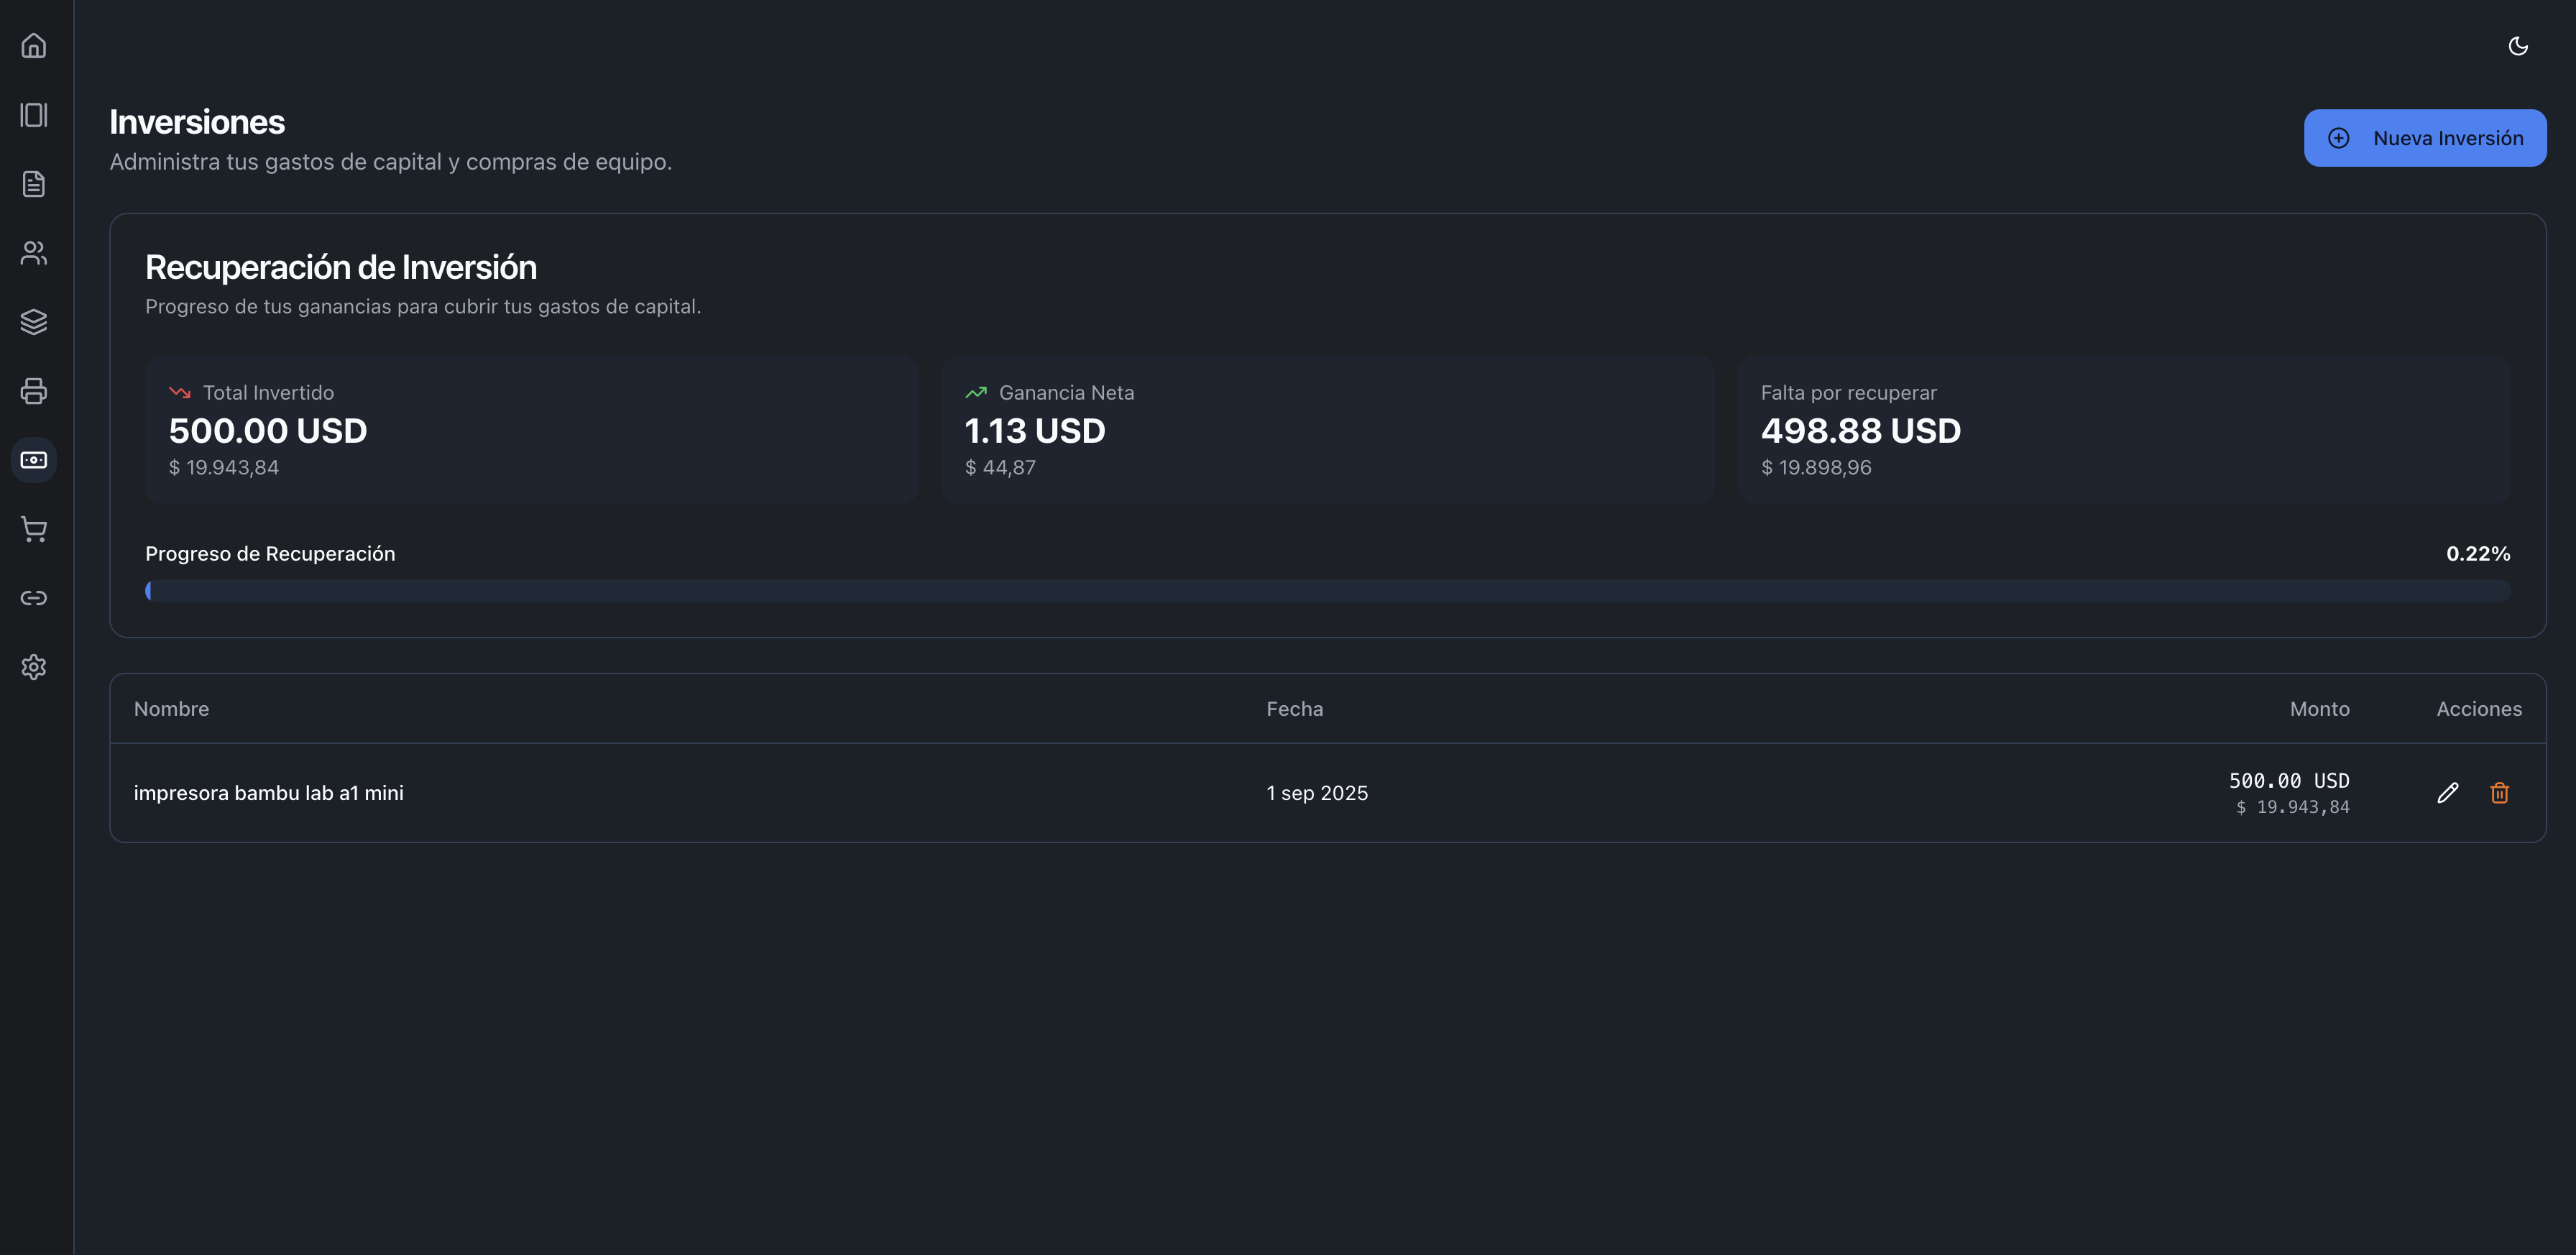 Inversiones
Administra tus gastos de capital y compras de equipo.
Nueva Inversión
Recuperación de Inversión
Progreso de tus ganancias para cubrir tus gastos de capital.
Total Invertido
500.00 USD
$ 19.943,84
Ganancia Neta
1.13 USD
$ 44,87
Falta por recuperar
498.88 USD
$ 19.898,96
Progreso de Recuperación 0.22%
Nombre Fecha Monto Acciones
impresora bambu lab a1 mini 1 sep 2025 500.00 USD
$ 19.943,84